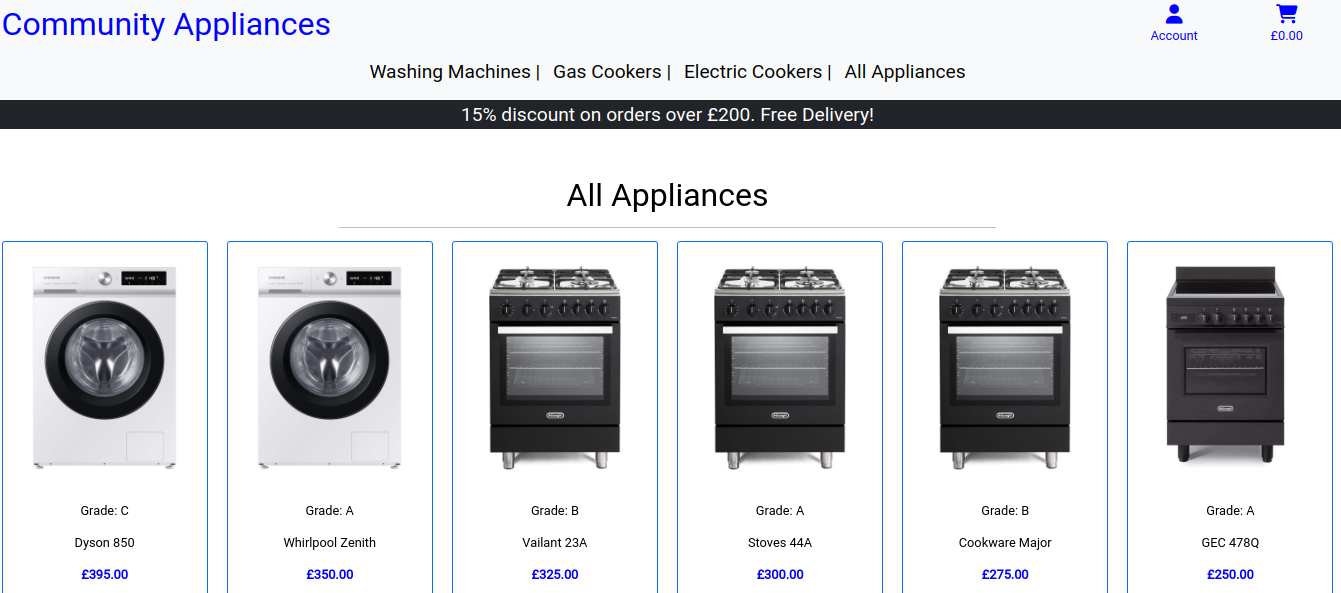 Community Appliances
Account
£0.00
Washing Machines | Gas Cookers | Electric Cookers | All Appliances
15% discount on orders over £200. Free Delivery!
All Appliances
Grade: C
Dyson 850
£395.00
Grade: A
Whirlpool Zenith
£350.00
Grade: B
Vailant 23A
£325.00
Grade: A
Stoves 44A
£300.00
Grade: B
Cookware Major
£275.00
Grade: A
GEC 478Q
£250.00